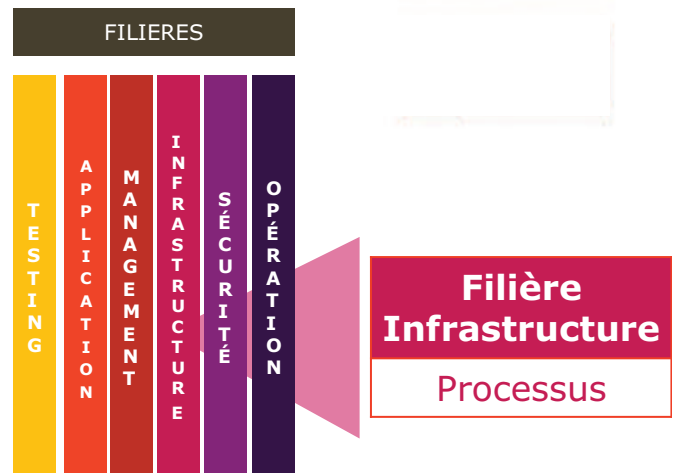 FILIERES
TESTING
APPLICATION
MANAGEMENT
INFRASTRUCTURE
SÉCURITÉ
OPÉRATION
Filière
Infrastructure
Processus